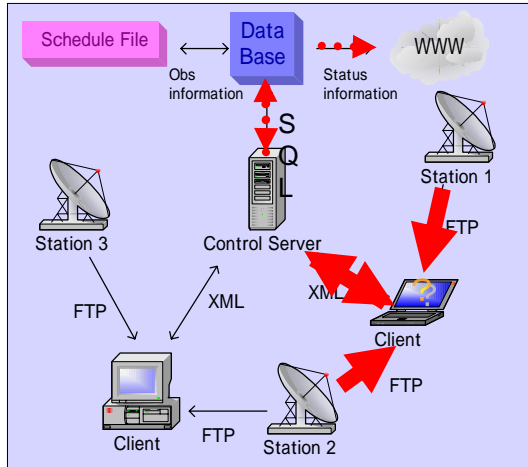 Schedule File
Data
Base
WWW
Obs
information
Status
information
S
Q
L
Station 1
FTP
Station 3
Control Server
XML
XML
FTP
Client
FTP
Client
FTP
Station 2